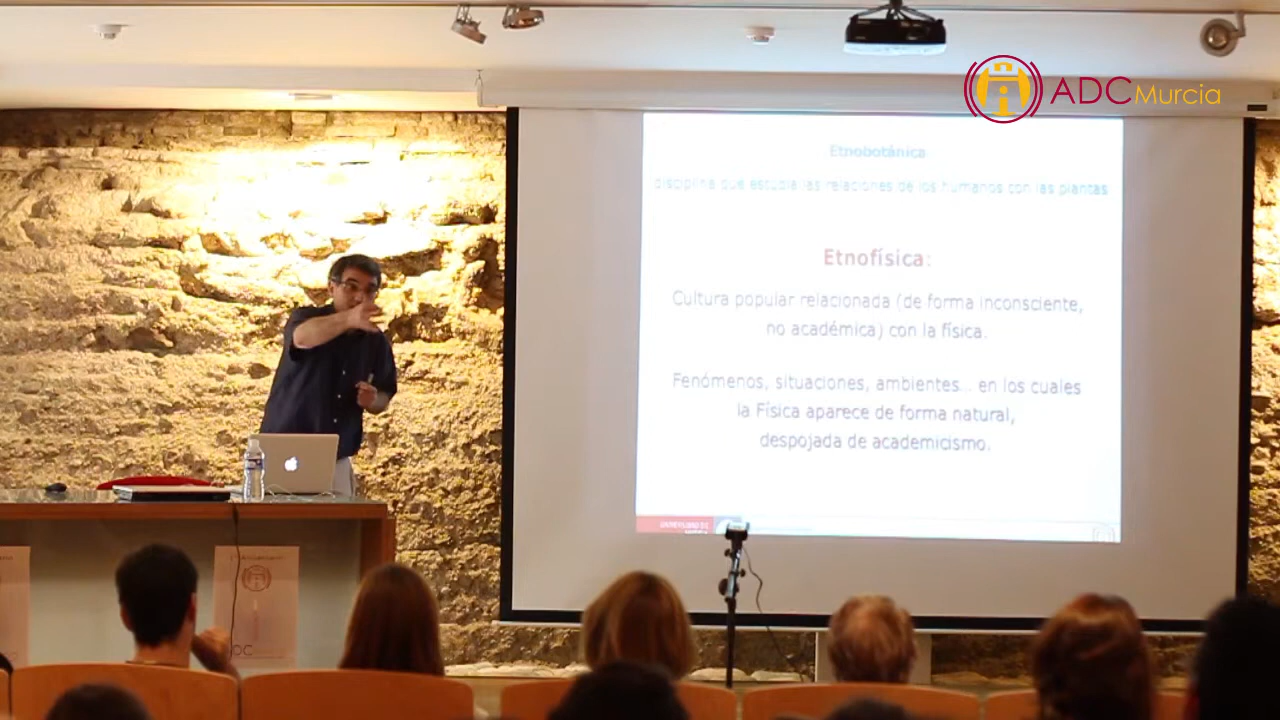 ADCMurcia
Etnobotánica
disciplina que estudia las relaciones de los humanos con las plantas
Etnofísica:
Cultura popular relacionada (de forma inconsciente,
no académica) con la física.
Fenómenos, situaciones, ambientes... en los cuales
la Física aparece de forma natural,
despojada de academicismo.
UNIVERSIDAD DE